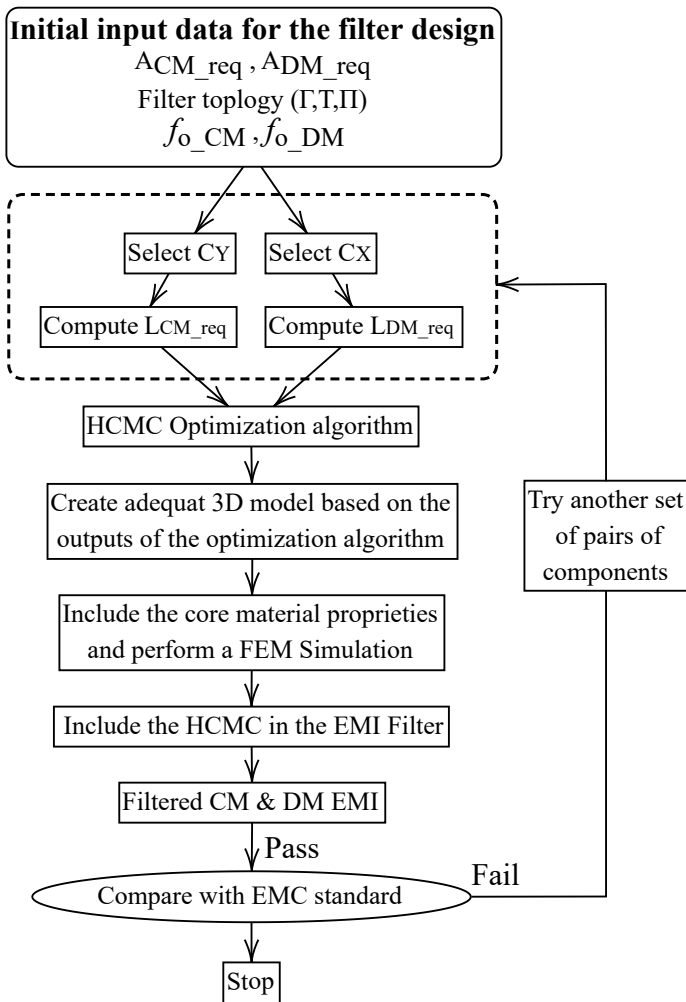 Initial input data for the filter design
ACM_req , ADM_req
Filter toplogy (Γ,T,Π)
fo_CM ,fo_DM
Select CY
Select CX
Compute LCM_req
Compute LDM_req
HCMC Optimization algorithm
Create adequat 3D model based on the
outputs of the optimization algorithm
Try another set
of pairs of
components
Include the core material proprieties
and perform a FEM Simulation
Include the HCMC in the EMI Filter
Filtered CM & DM EMI
Pass
Fail
Compare with EMC standard
Stop